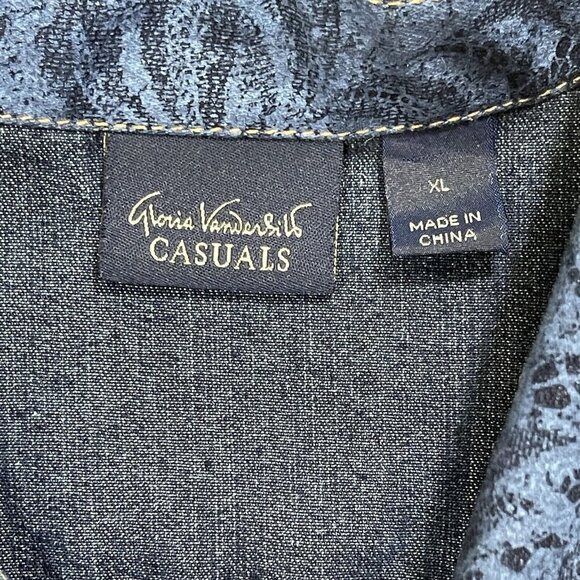 Gloria Vanderbilt
CASUALS
XL
MADE IN
CHINA